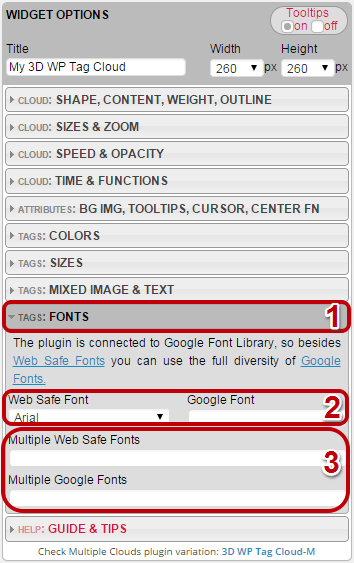 WIDGET OPTIONS
Tooltips
on off
Title
Width
Height
My 3D WP Tag Cloud
260
px
260
px
CLOUD: SHAPE, CONTENT, WEIGHT, OUTLINE
CLOUD: SIZES & ZOOM
CLOUD: SPEED & OPACITY
CLOUD: TIME & FUNCTIONS
ATTRIBUTES: BG IMG, TOOLTIPS, CURSOR, CENTER FN
TAGS: COLORS
TAGS: SIZES
TAGS: MIXED IMAGE & TEXT
TAGS: FONTS
1
The plugin is connected to Google Font Library, so besides
Web Safe Fonts you can use the full diversity of Google
Fonts.
Web Safe Font
Google Font
2
Arial
Multiple Web Safe Fonts
3
Multiple Google Fonts
HELP: GUIDE & TIPS
Check Multiple Clouds plugin variation: 3D WP Tag Cloud-M